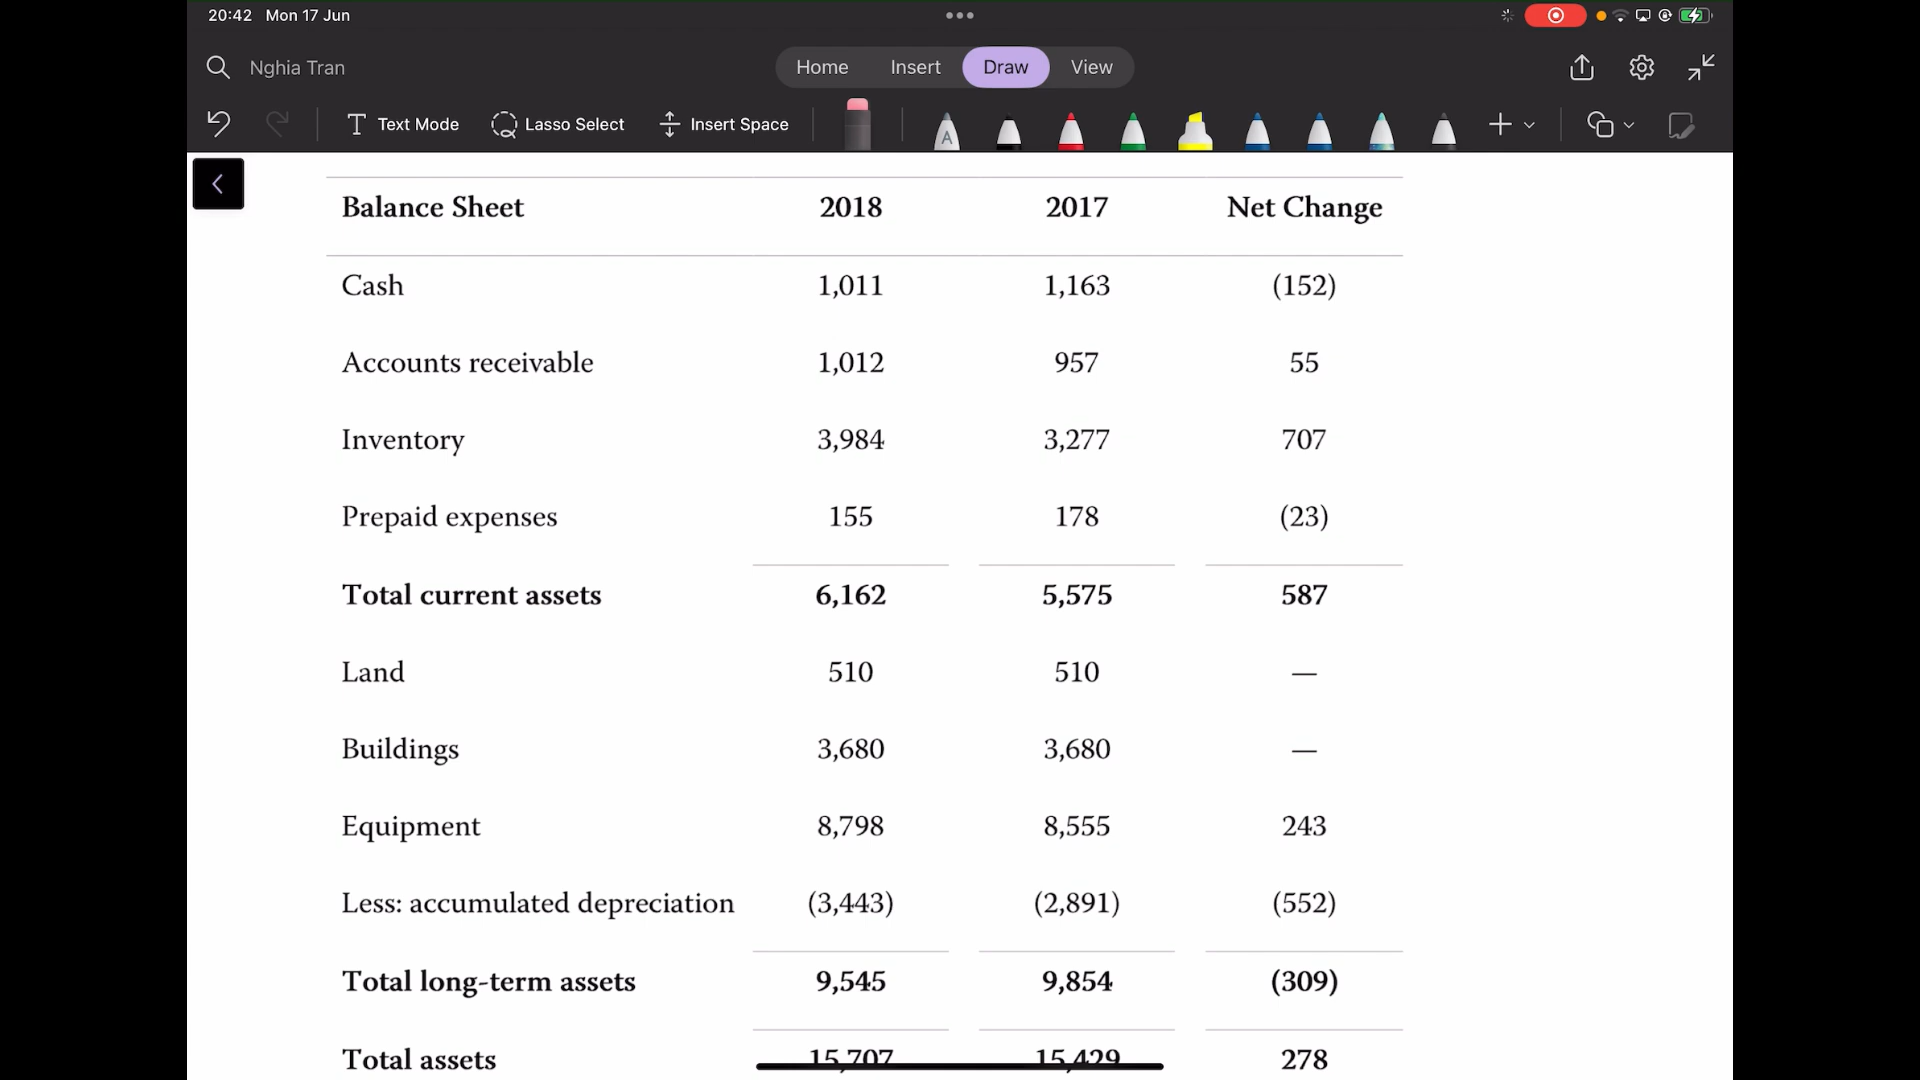 20:42 Mon 17 Jun
Nghia Tran
Home Insert Draw View
Text Mode Lasso Select Insert Space A
Balance Sheet 2018 2017 Net Change
Cash 1,011 1,163 (152)
Accounts receivable 1,012 957 55
Inventory 3,984 3,277 707
Prepaid expenses 155 178 (23)
Total current assets 6,162 5,575 587
Land 510 510 —
Buildings 3,680 3,680 —
Equipment 8,798 8,555 243
Less: accumulated depreciation (3,443) (2,891) (552)
Total long-term assets 9,545 9,854 (309)
Total assets 15,707 15,429 278